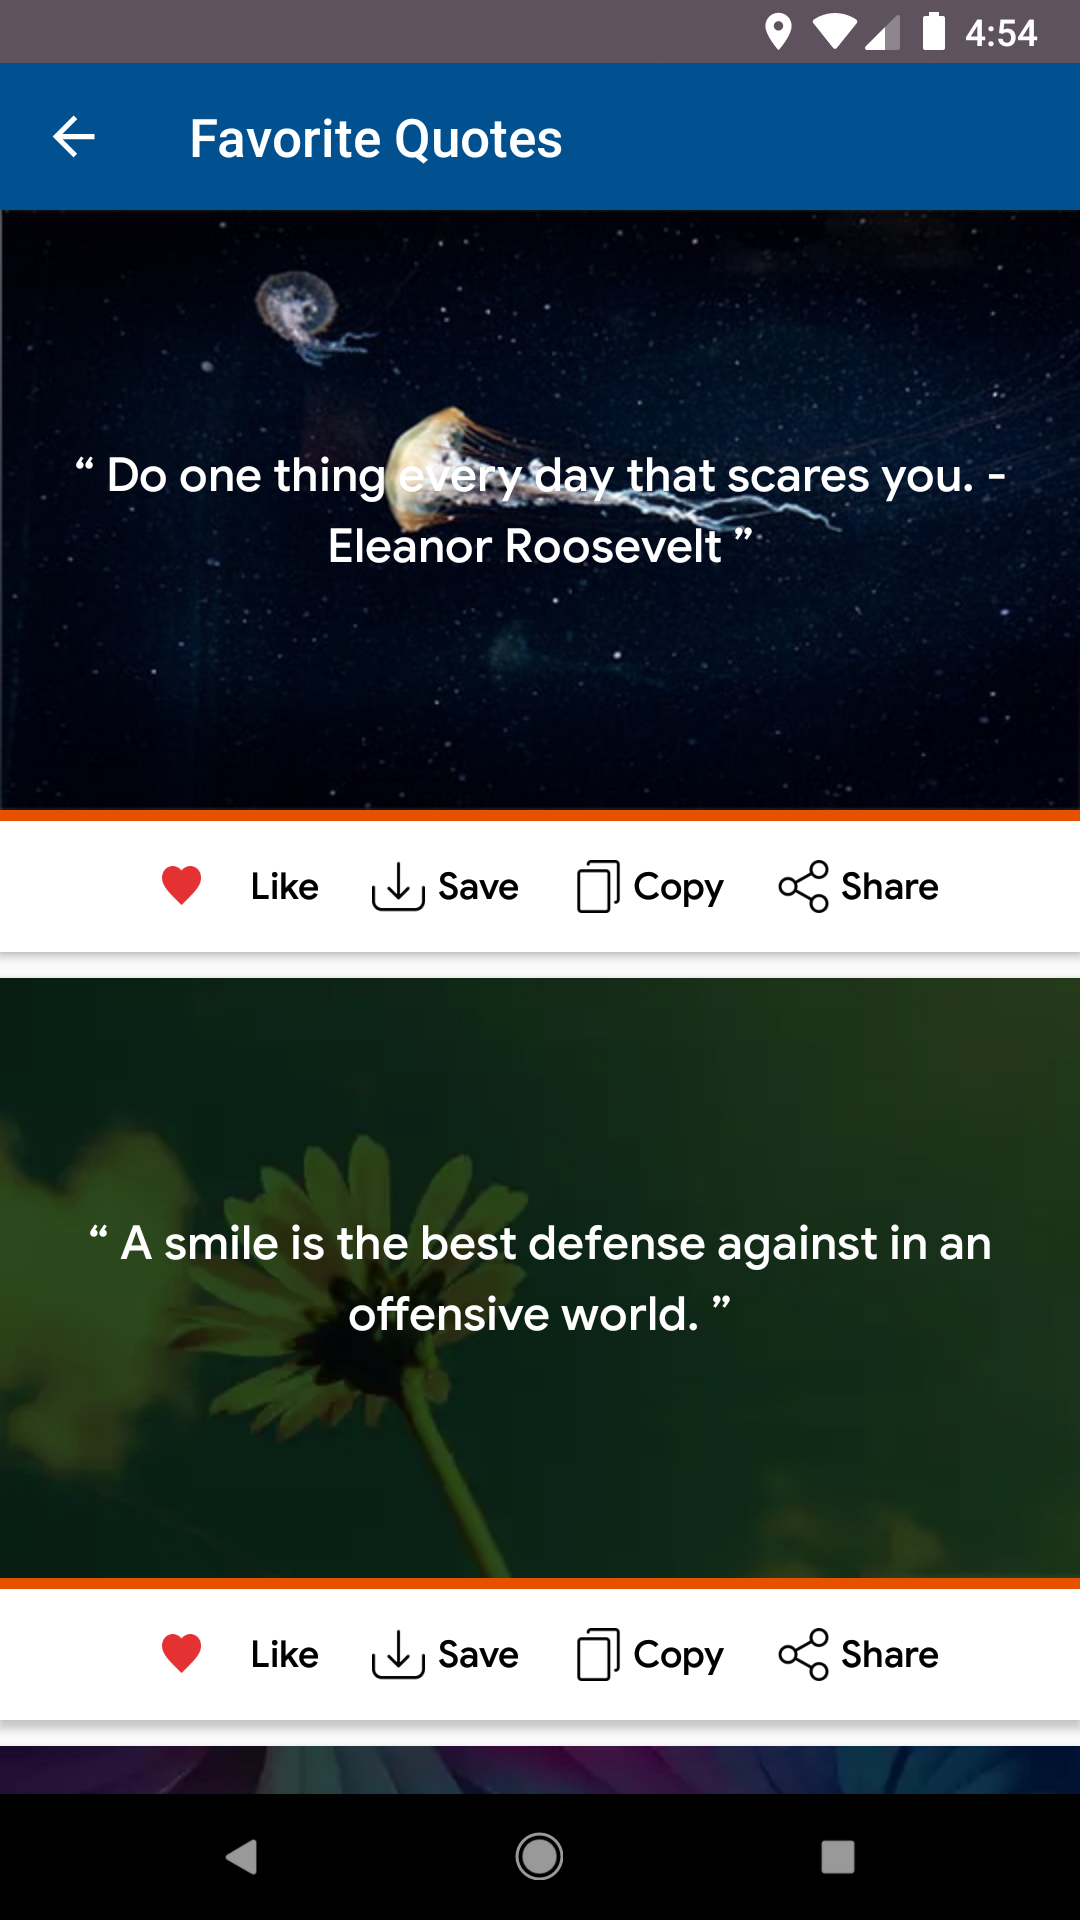 4:54
Favorite Quotes
“ Do one thing every day that scares you. -
Eleanor Roosevelt ”
Like Save Copy Share
“ A smile is the best defense against in an
offensive world. ”
Like Save Copy Share